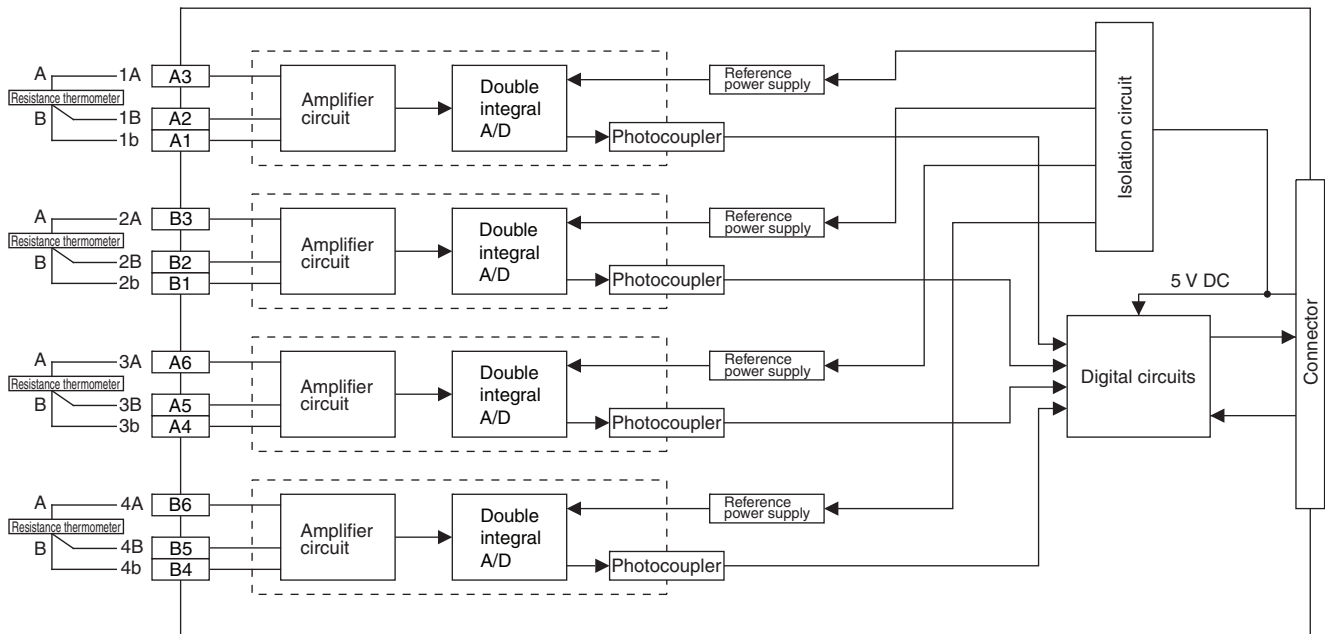 A
1A
A3
Resistance thermometer
B
1B
A2
1b
A1
Amplifier
circuit
Double
integral
A/D
Reference
power supply
Photocoupler
Isolation circuit
A
2A
B3
Resistance thermometer
B
2B
B2
2b
B1
Amplifier
circuit
Double
integral
A/D
Reference
power supply
Photocoupler
5 V DC
A
3A
A6
Resistance thermometer
B
3B
A5
3b
A4
Amplifier
circuit
Double
integral
A/D
Reference
power supply
Photocoupler
Digital circuits
Connector
A
4A
B6
Resistance thermometer
B
4B
B5
4b
B4
Amplifier
circuit
Double
integral
A/D
Reference
power supply
Photocoupler